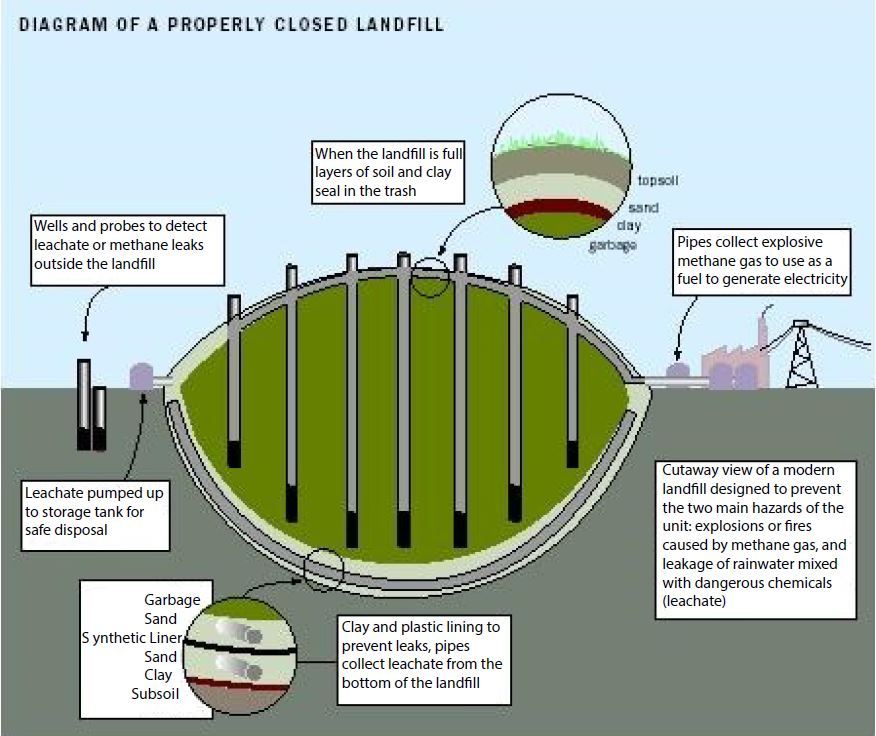 DIAGRAM OF A PROPERLY CLOSED LANDFILL
When the landfill is full
layers of soil and clay
seal in the trash
topsoil
sand
clay
garbage
Wells and probes to detect
leachate or methane leaks
outside the landfill
Pipes collect explosive
methane gas to use as a
fuel to generate electricity
Leachate pumped up
to storage tank for
safe disposal
Cutaway view of a modern
landfill designed to prevent
the two main hazards of the
unit: explosions or fires
caused by methane gas, and
leakage of rainwater mixed
with dangerous chemicals
(leachate)
Garbage
Sand
S ynthetic Liner
Sand
Clay
Subsoil
Clay and plastic lining to
prevent leaks, pipes
collect leachate from the
bottom of the landfill